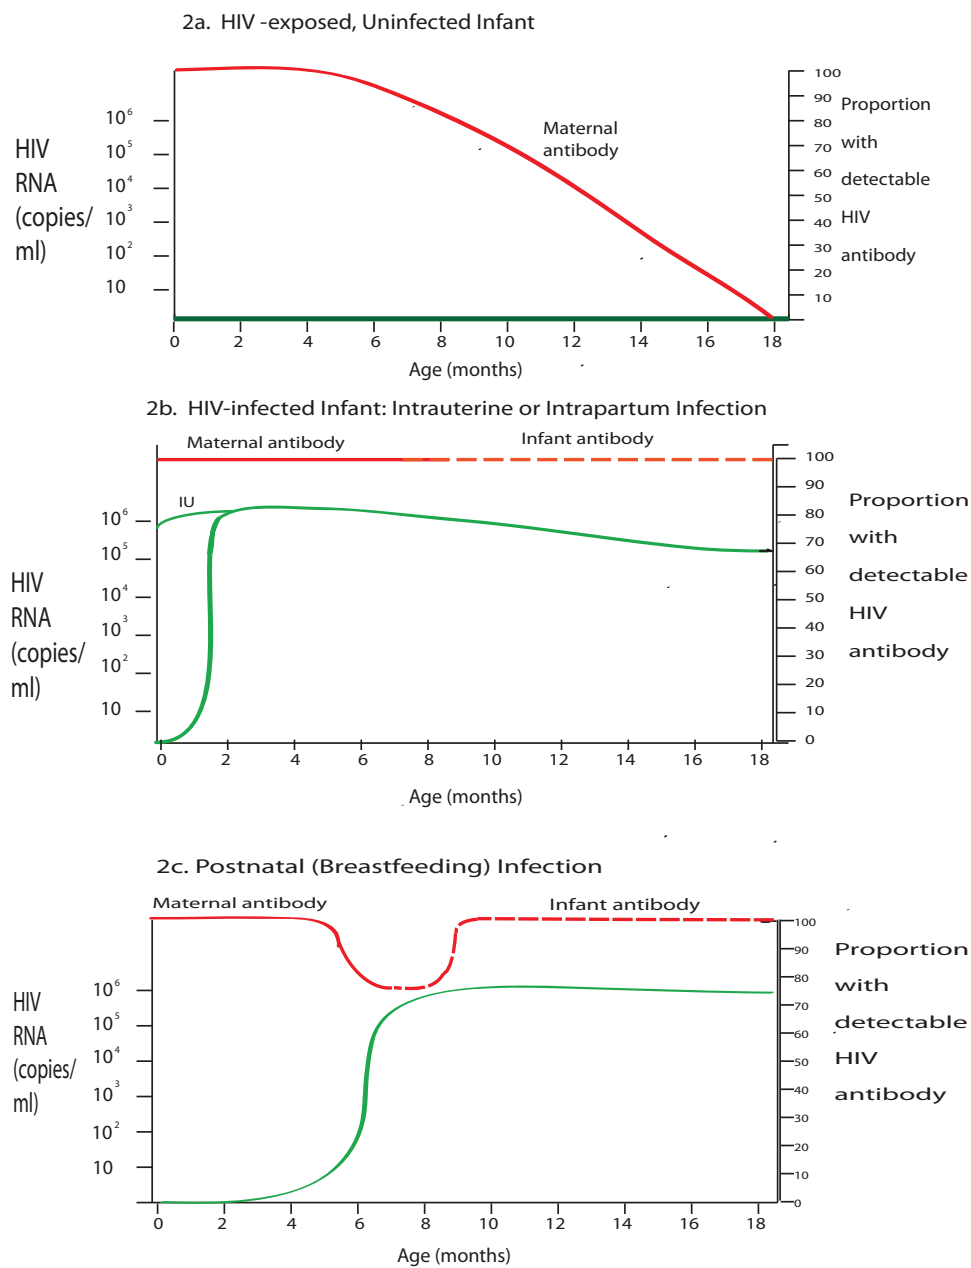 2a. HIV -exposed, Uninfected Infant
HIV
RNA
(copies/
ml)
10⁶
10⁵
10⁴
10³
10²
10
Maternal
antibody
100
90
80
70
60
50
40
30
20
10
Proportion
with
detectable
HIV
antibody
0 2 4 6 8 10 12 14 16 18
Age (months)
2b. HIV-infected Infant: Intrauterine or Intrapartum Infection
Maternal antibody
Infant antibody
IU
HIV
RNA
(copies/
ml)
10⁶
10⁵
10⁴
10³
10²
10
100
90
80
70
60
50
40
30
20
10
0
Proportion
with
detectable
HIV
antibody
0 2 4 6 8 10 12 14 16 18
Age (months)
2c. Postnatal (Breastfeeding) Infection
Maternal antibody
Infant antibody
HIV
RNA
(copies/
ml)
10⁶
10⁵
10⁴
10³
10²
10
100
90
80
70
60
50
40
30
20
10
0
Proportion
with
detectable
HIV
antibody
0 2 4 6 8 10 12 14 16 18
Age (months)